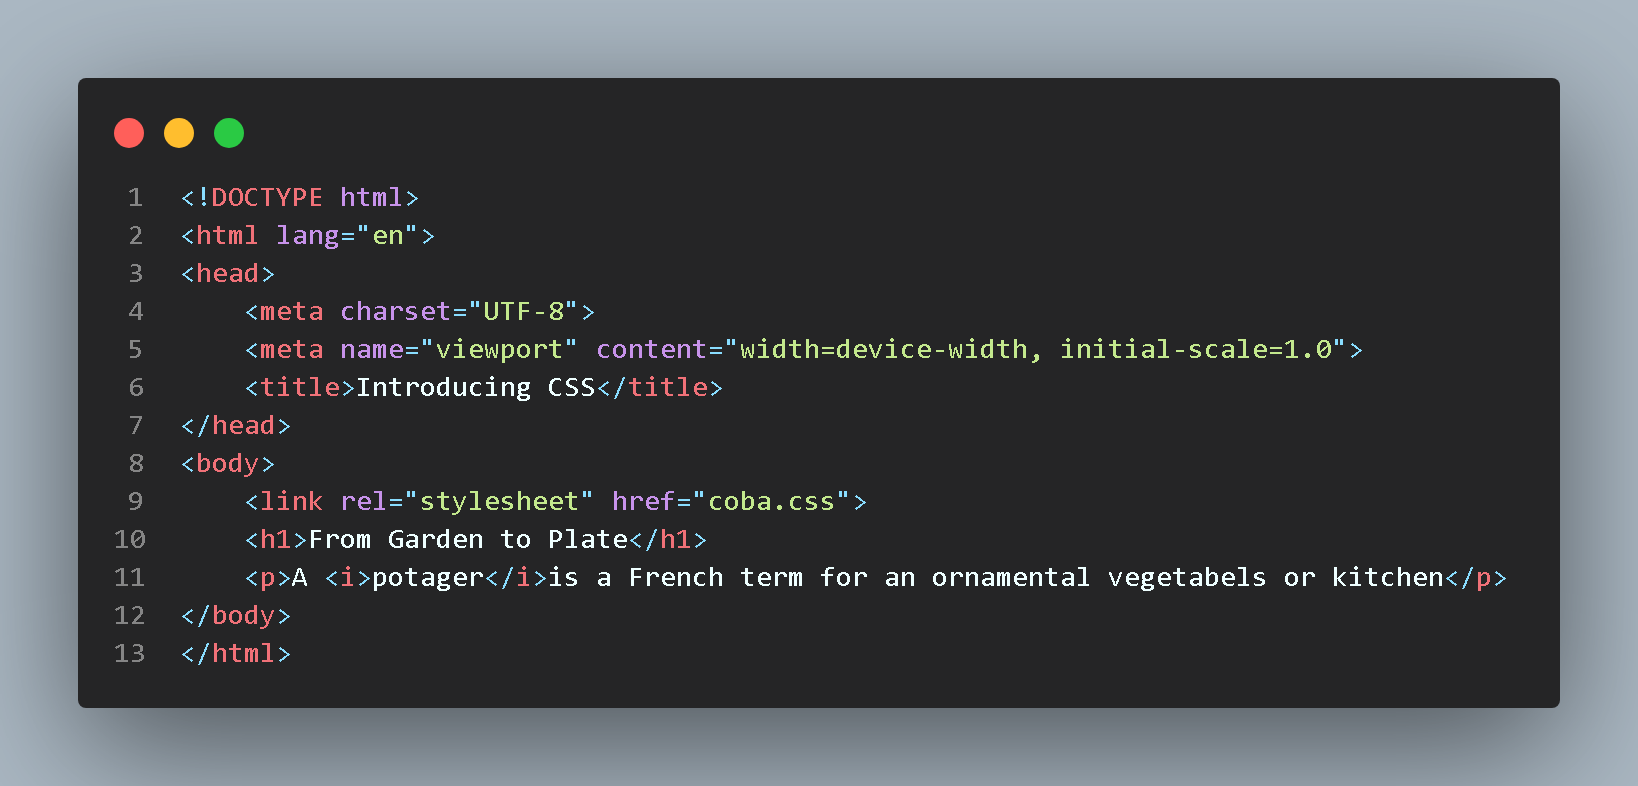 1 <!DOCTYPE html>
2 <html lang="en">
3 <head>
4     <meta charset="UTF-8">
5     <meta name="viewport" content="width=device-width, initial-scale=1.0">
6     <title>Introducing CSS</title>
7 </head>
8 <body>
9     <link rel="stylesheet" href="coba.css">
10     <h1>From Garden to Plate</h1>
11     <p>A <i>potager</i>is a French term for an ornamental vegetabels or kitchen</p>
12 </body>
13 </html>